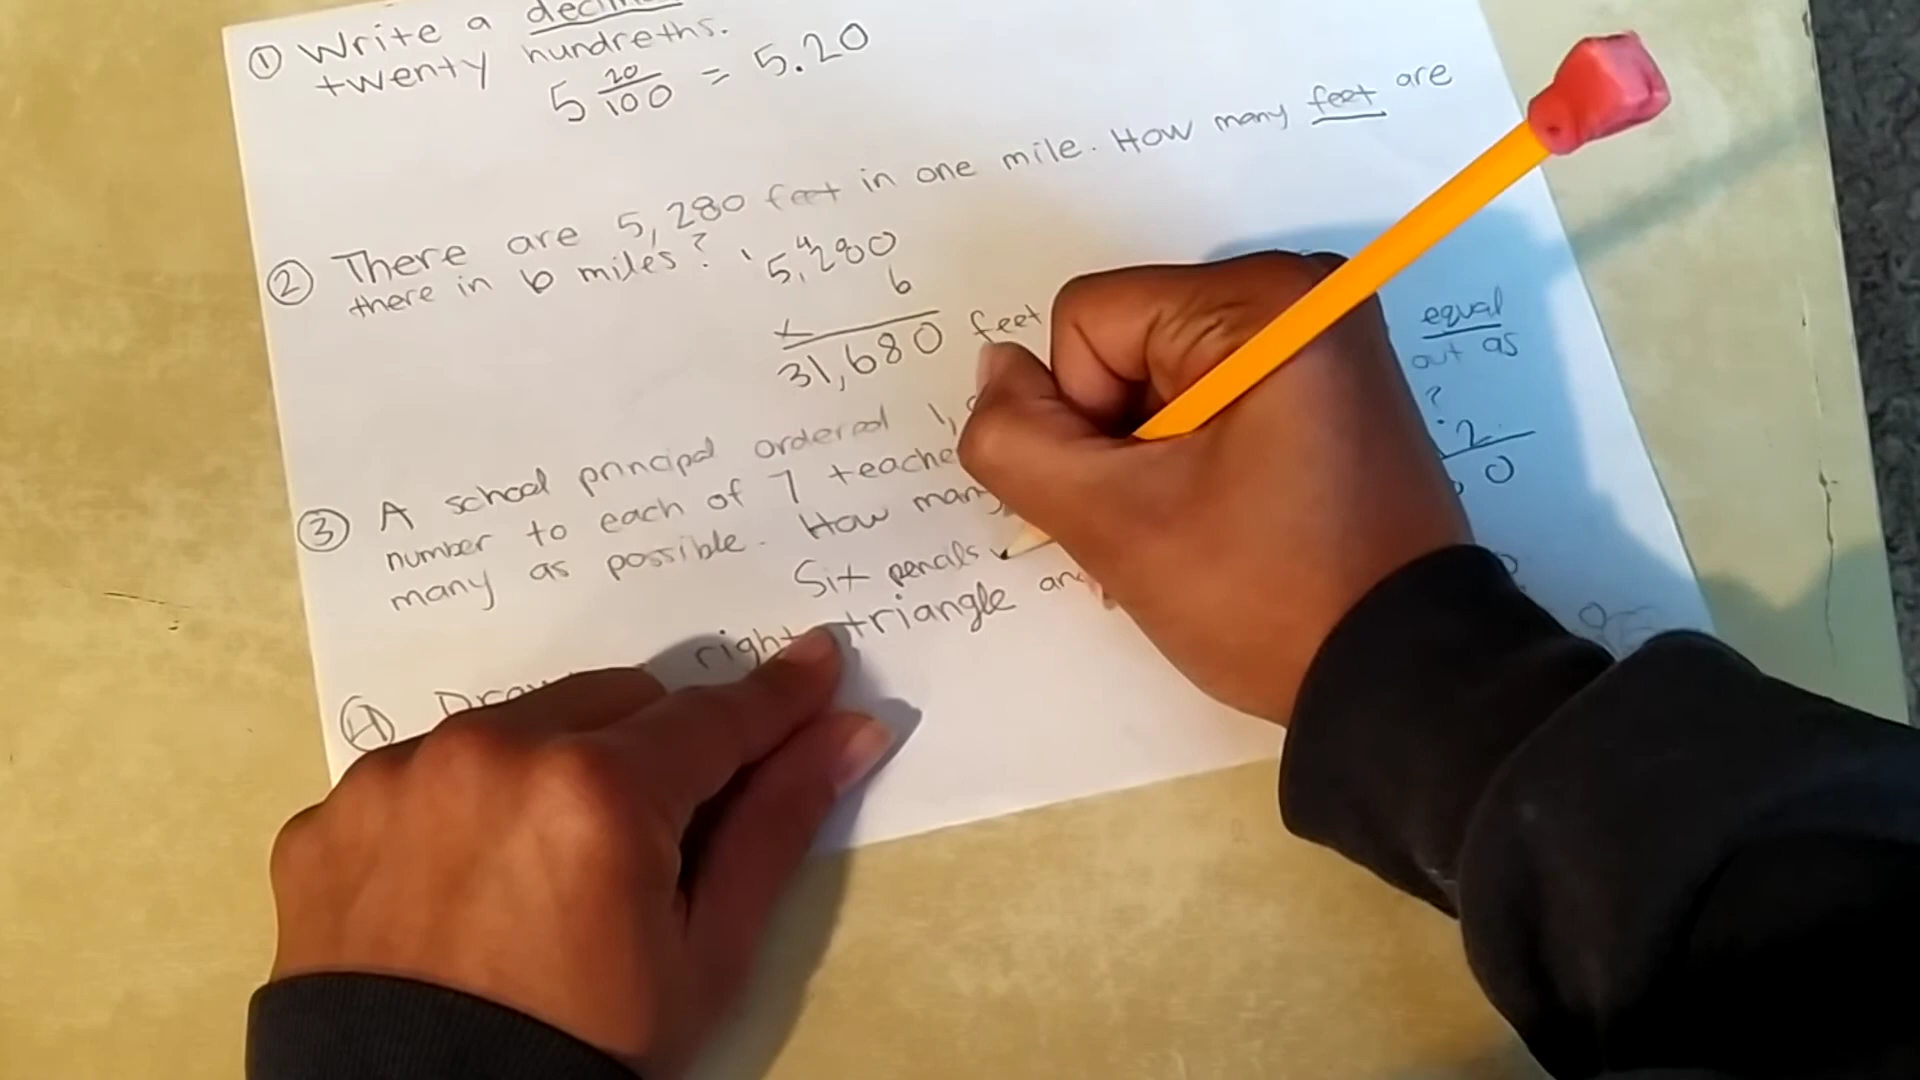 ① Write a
twenty hundreths.
5 20/100 = 5.20
② There are 5,280 feet in one mile. How many feet are
there in 6 miles?
5,280
x 6
31,680 feet
③ A school principal ordered
equal
number to each of 7
out as
many as possible. How many
?
Six pencils
④ right triangle